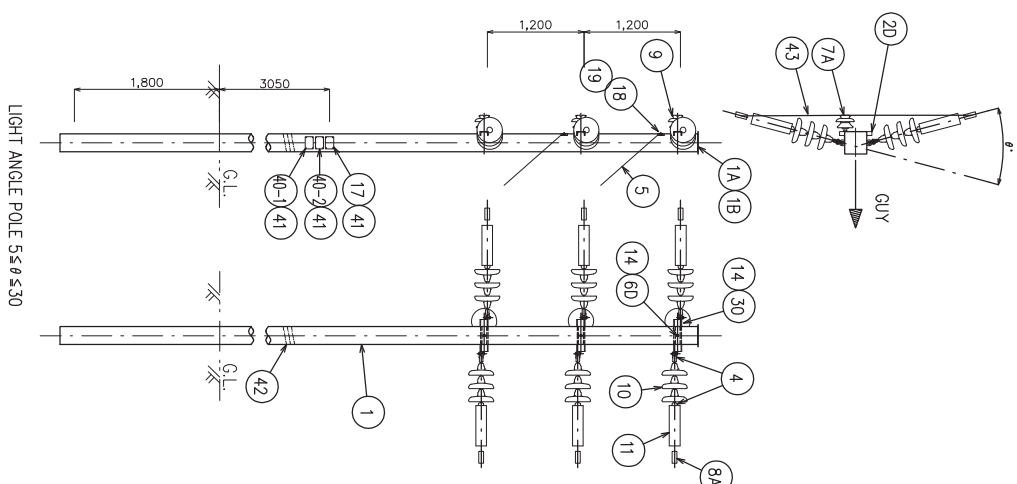 1,200
1,200
1,800
3050
19
18
9
43
7A
2D
θ°
GUY
5
1A
1B
G.L.
40-1
41
40-2
41
17
41
14
6D
14
30
G.L.
42
1
10
4
11
8A
LIGHT ANGLE POLE 5≤θ≤30